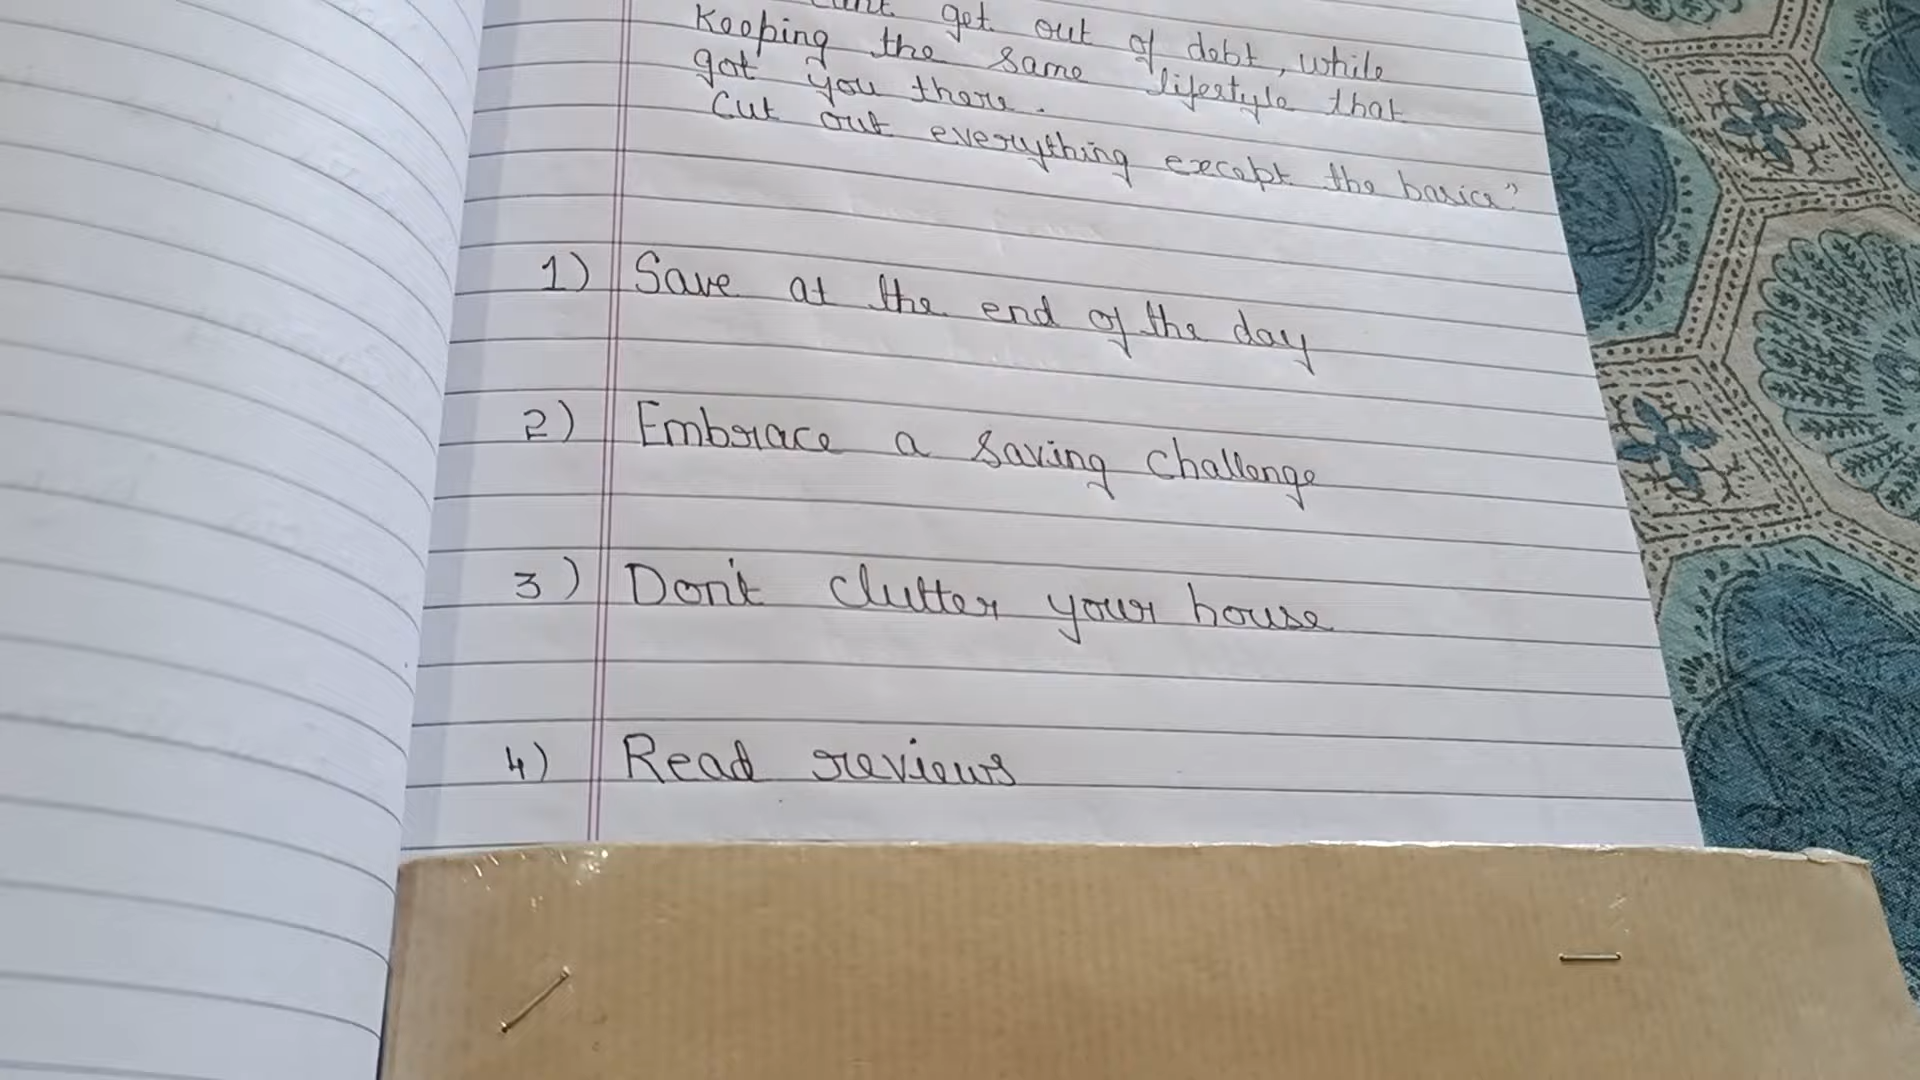 get out of debt, while
Keeping the same lifestyle that
got you there.
Cut out everything except the basics"
1) Save at the end of the day
2) Embrace a saving challenge
3) Don't clutter your house
4) Read reviews